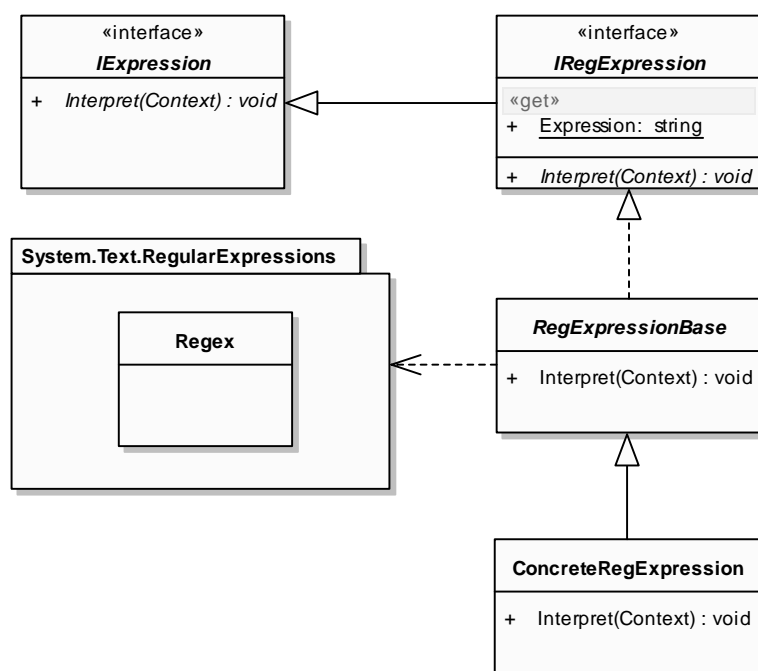 «interface»
IExpression
+ Interpret(Context) : void
«interface»
IRegExpression
«get»
+ Expression: string
+ Interpret(Context) : void
System.Text.RegularExpressions
Regex
RegExpressionBase
+ Interpret(Context) : void
ConcreteRegExpression
+ Interpret(Context) : void